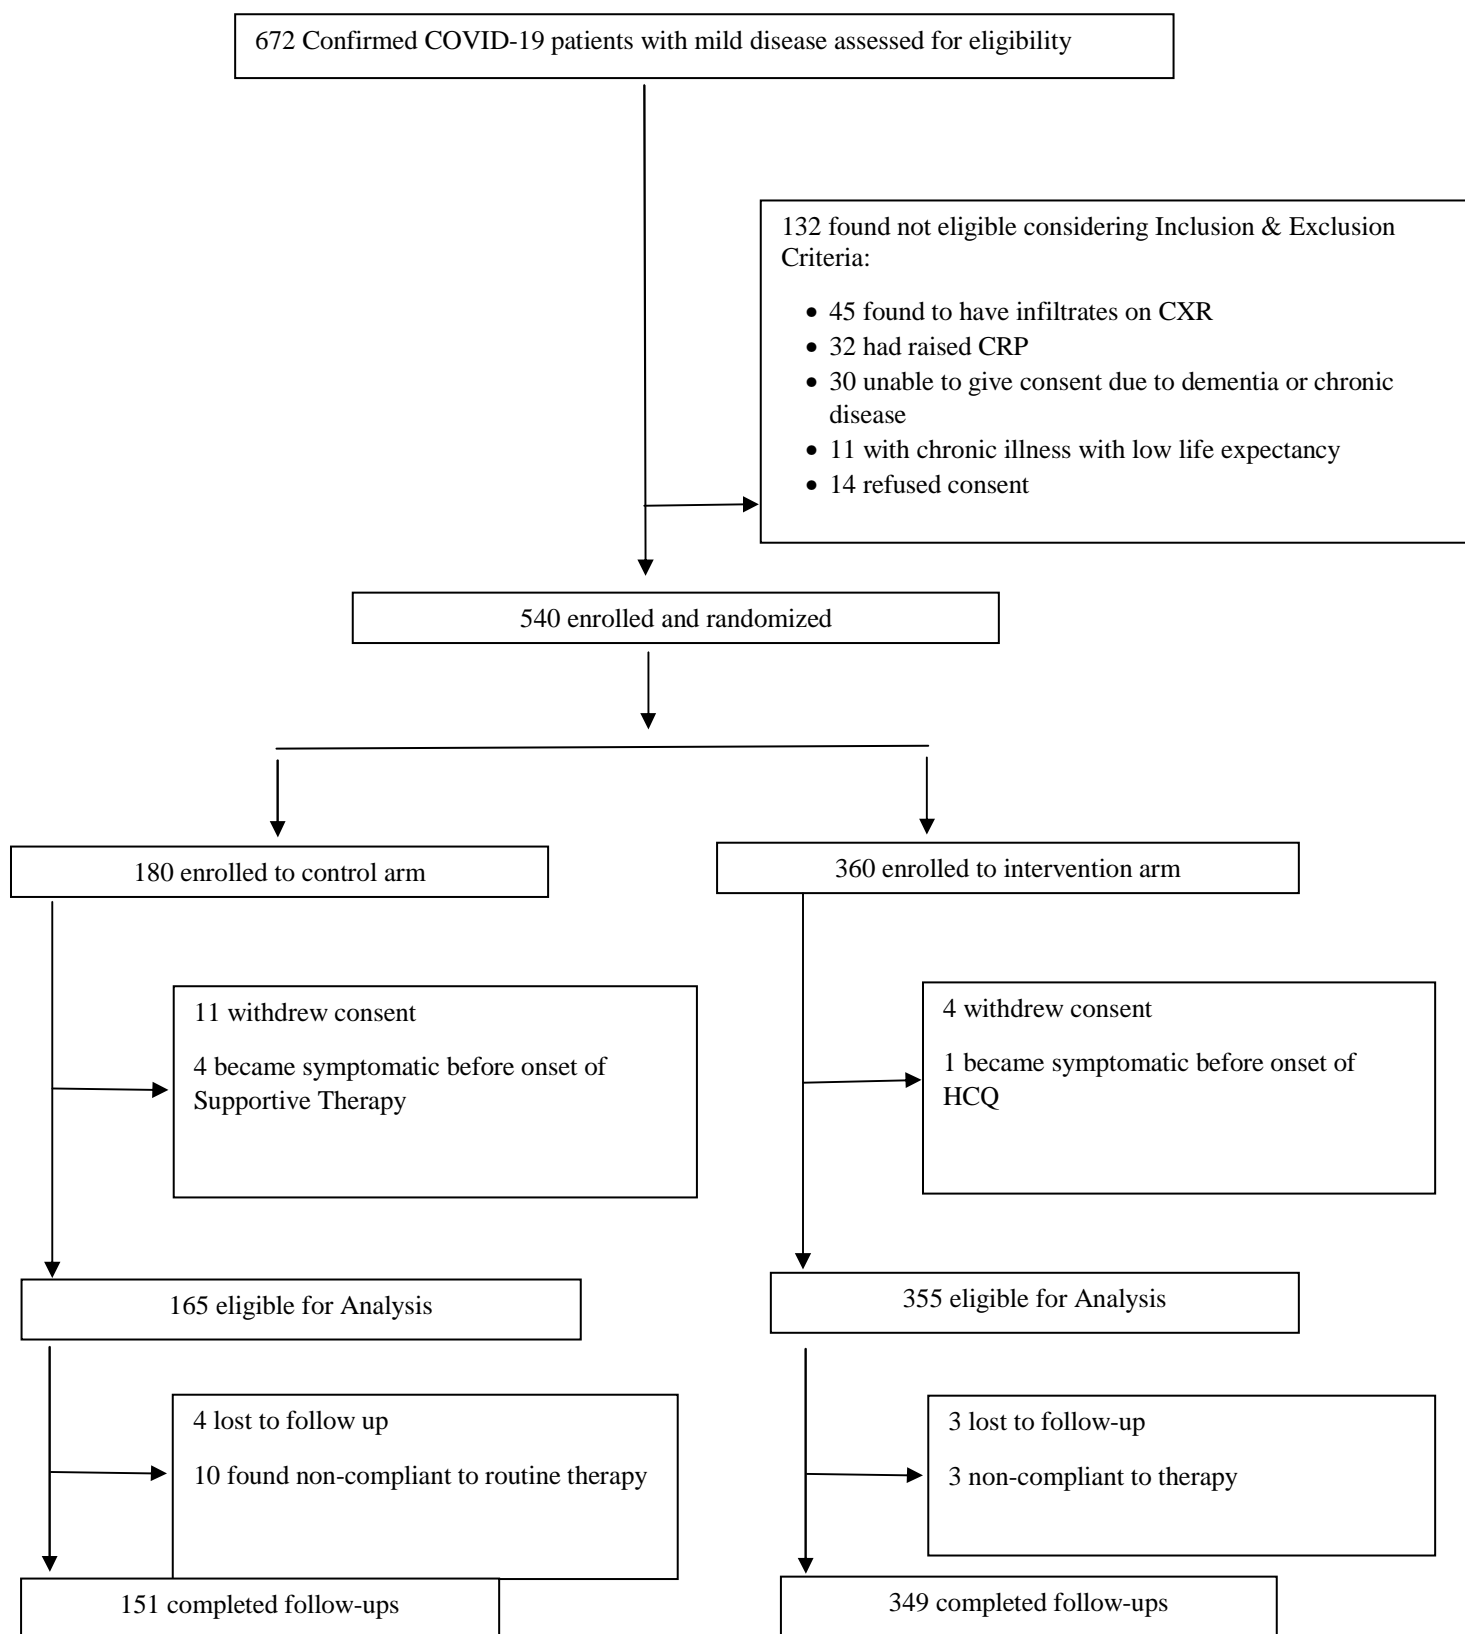 672 Confirmed COVID-19 patients with mild disease assessed for eligibility
132 found not eligible considering Inclusion & Exclusion
Criteria:
• 45 found to have infiltrates on CXR
• 32 had raised CRP
• 30 unable to give consent due to dementia or chronic
disease
• 11 with chronic illness with low life expectancy
• 14 refused consent
540 enrolled and randomized
180 enrolled to control arm
360 enrolled to intervention arm
11 withdrew consent
4 became symptomatic before onset of
Supportive Therapy
4 withdrew consent
1 became symptomatic before onset of
HCQ
165 eligible for Analysis
355 eligible for Analysis
4 lost to follow up
10 found non-compliant to routine therapy
3 lost to follow-up
3 non-compliant to therapy
151 completed follow-ups
349 completed follow-ups